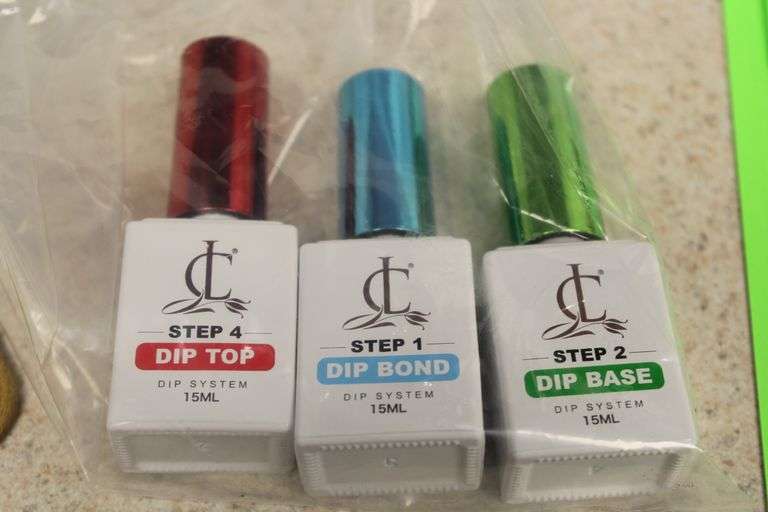 LC®
STEP 4
DIP TOP
DIP SYSTEM
15ML
LC®
STEP 1
DIP BOND
DIP SYSTEM
15ML
LC®
STEP 2
DIP BASE
DIP SYSTEM
15ML